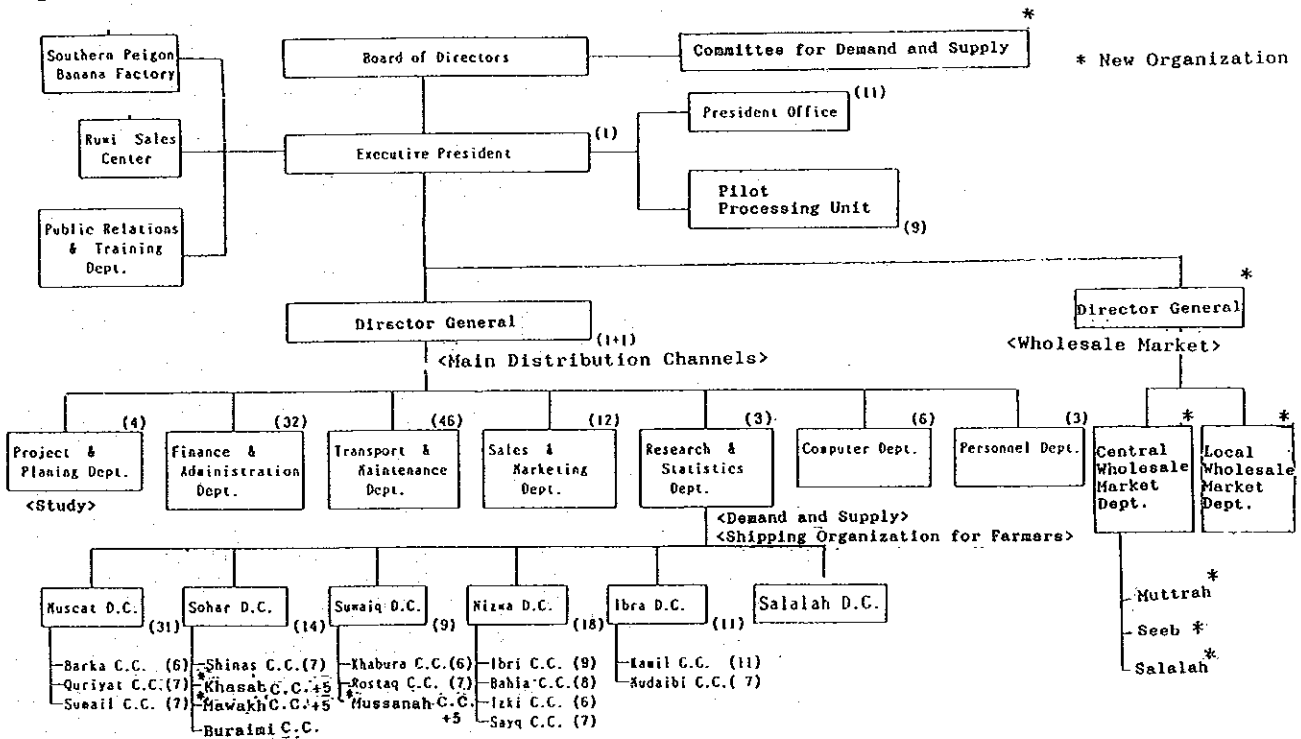 *
Southern Peigon
Banana Factory
Board of Directors
Committee for Demand and Supply
* New Organization
(11)
President Office
Ruwi Sales
Center
(1)
Executive President
Pilot
Processing Unit
(9)
Public Relations
& Training
Dept.
*
Director General
(1+1)
Director General
<Main Distribution Channels>
<Wholesale Market>
(4)
(32)
(46)
(12)
(3)
(6)
(3)
*
*
Project &
Planing Dept.
Finance &
Administration
Dept.
Transport &
Maintenance
Dept.
Sales &
Marketing
Dept.
Research &
Statistics
Dept.
Computer Dept.
Personnel Dept.
Central
Wholesale
Market
Dept.
Local
Wholesale
Market
Dept.
<Study>
<Demand and Supply>
<Shipping Organization for Farmers>
Muscat D.C.
(31)
Sohar D.C.
(14)
Suwaiq D.C.
(9)
Nizwa D.C.
(18)
Ibra D.C.
(11)
Salalah D.C.
Barka C.C. (6)
Quriyat C.C. (7)
Sumail C.C. (7)
Shinas C.C. (7)
* Khasab C.C. +5
* Mawakh C.C. +5
Buraimi C.C.
Khabura C.C. (6)
Rostaq C.C. (7)
* Mussanah C.C.
+5
Ibri C.C. (9)
Bahla C.C. (8)
Izki C.C. (6)
Sayq C.C. (7)
Kamil C.C. (11)
Mudaibi C.C. ( 7)
Muttrah *
Seeb *
Salalah *